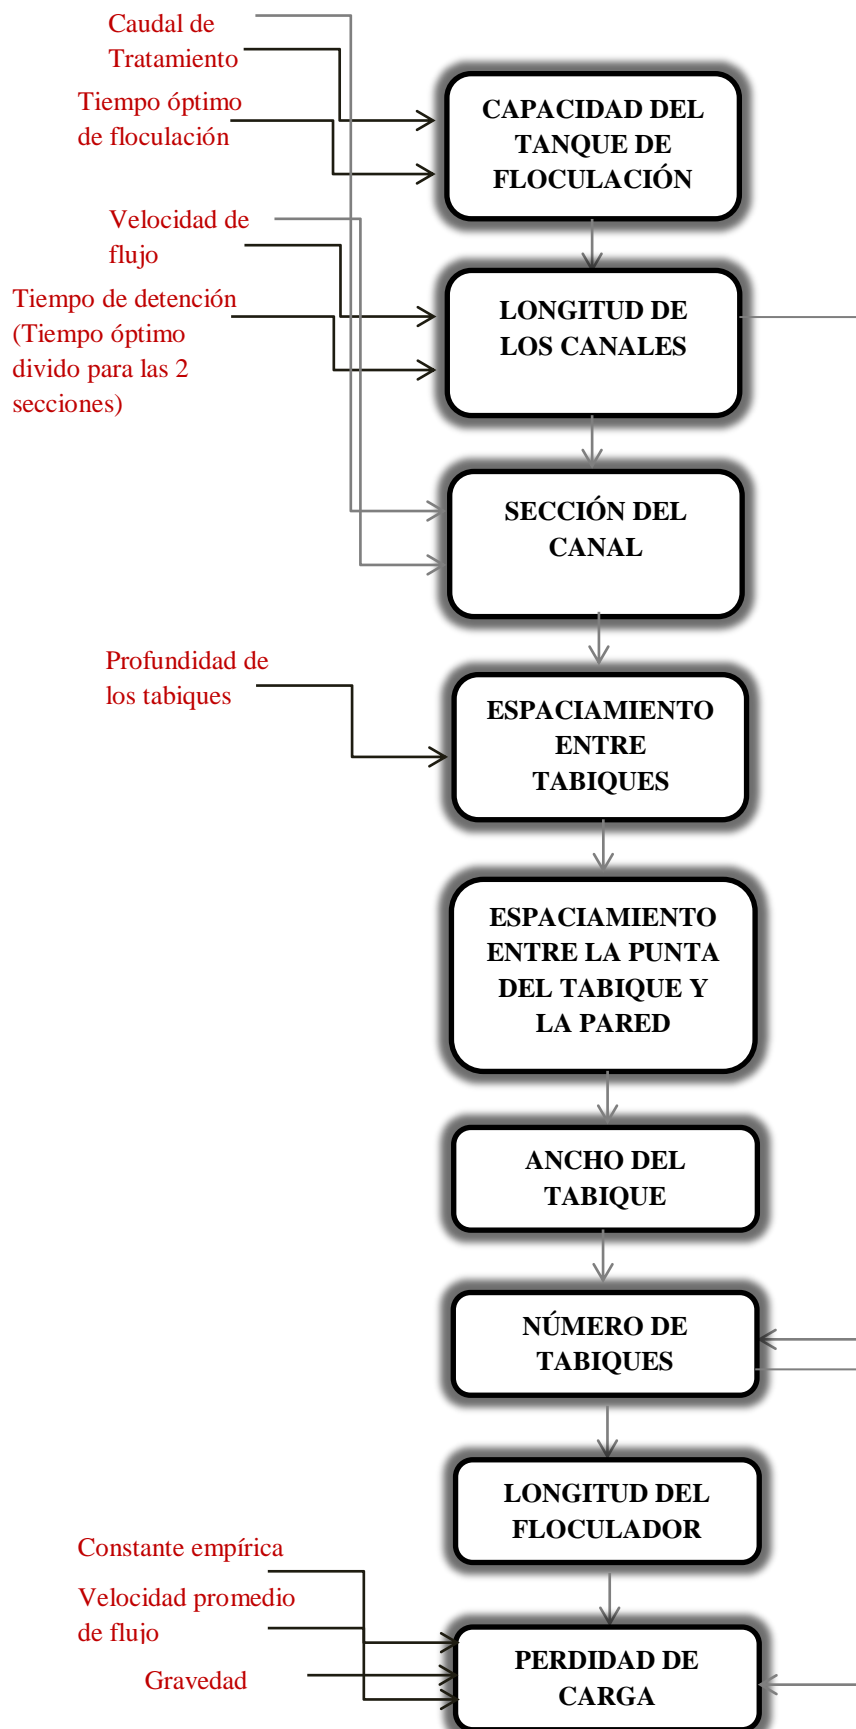 Caudal de
Tratamiento
Tiempo óptimo
de floculación
CAPACIDAD DEL
TANQUE DE
FLOCULACIÓN
Velocidad de
flujo
Tiempo de detención
(Tiempo óptimo
divido para las 2
secciones)
LONGITUD DE
LOS CANALES
SECCIÓN DEL
CANAL
Profundidad de
los tabiques
ESPACIAMIENTO
ENTRE
TABIQUES
ESPACIAMIENTO
ENTRE LA PUNTA
DEL TABIQUE Y
LA PARED
ANCHO DEL
TABIQUE
NÚMERO DE
TABIQUES
LONGITUD DEL
FLOCULADOR
Constante empírica
Velocidad promedio
de flujo
Gravedad
PERDIDAD DE
CARGA